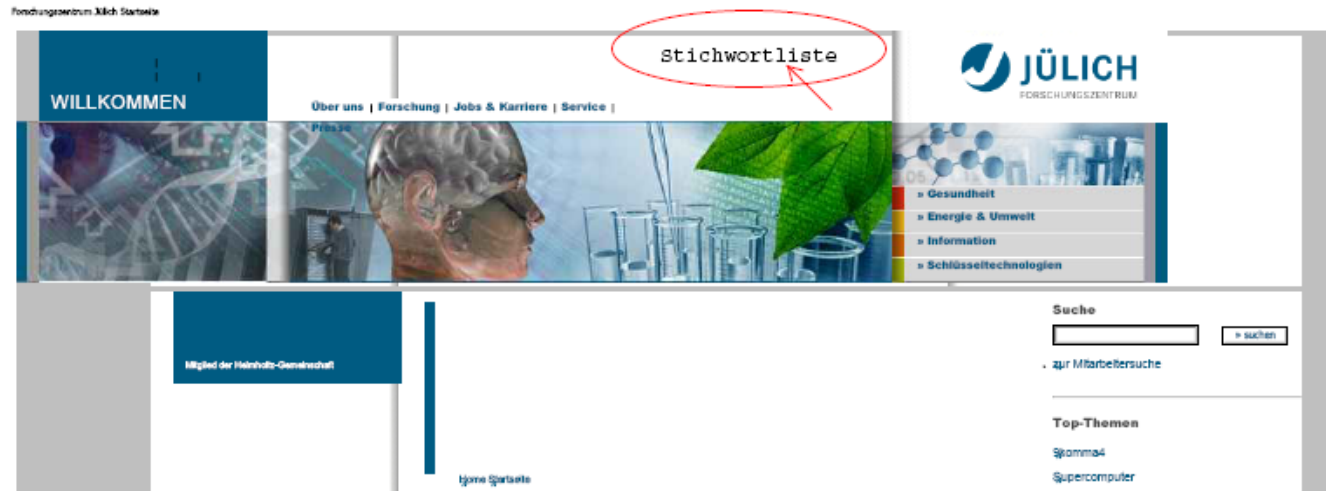 Forschungszentrum Jülich Startseite
Stichwortliste
JÜLICH
FORSCHUNGSZENTRUM
WILLKOMMEN
Über uns | Forschung | Jobs & Karriere | Service |
Presse
» Gesundheit
» Energie & Umwelt
» Information
» Schlüsseltechnologien
Suche
» suchen
Mitglied der Helmholtz-Gemeinschaft
zur Mitarbeitersuche
Top-Themen
Skomma4
Supercomputer
Home Startseite